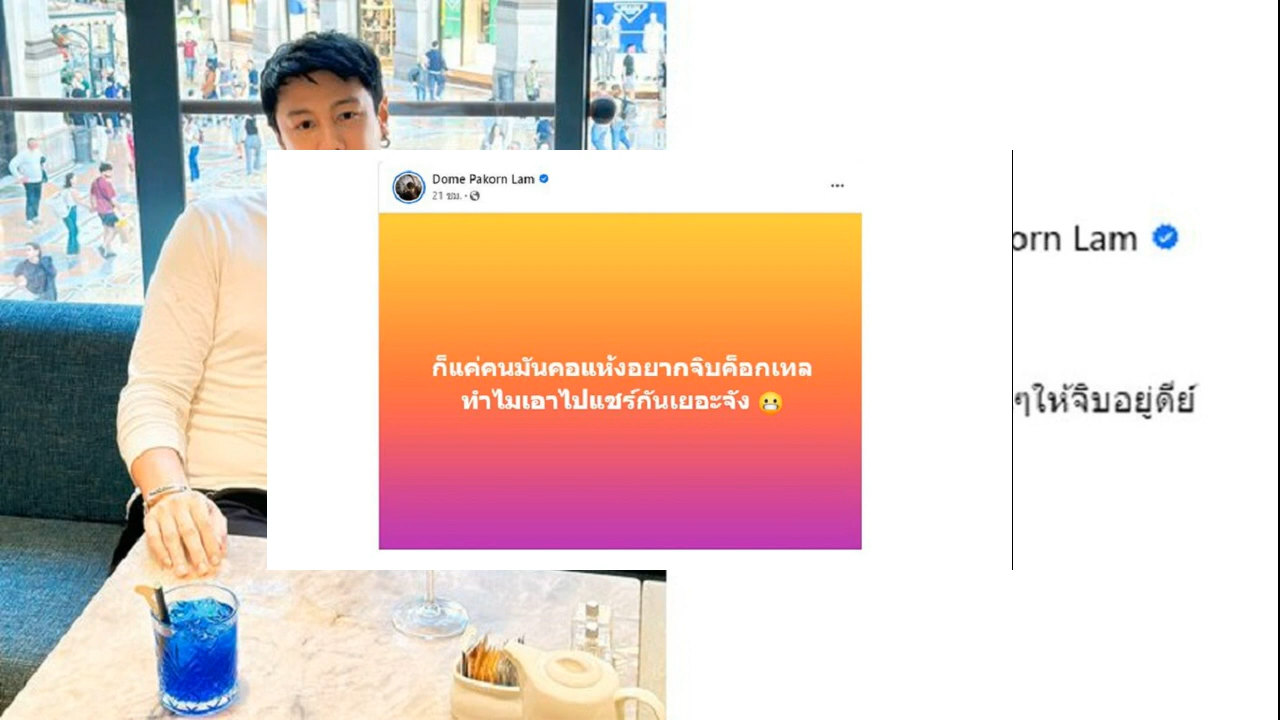 Dome Pakorn Lam
21 ชม.
ก็แค่คนมันคอแห้งอยากจิบค็อกเทล
ทำไมเอาไปแชร์กันเยอะจัง 😬
orn Lam
ๆให้จิบอยู่ดีย์